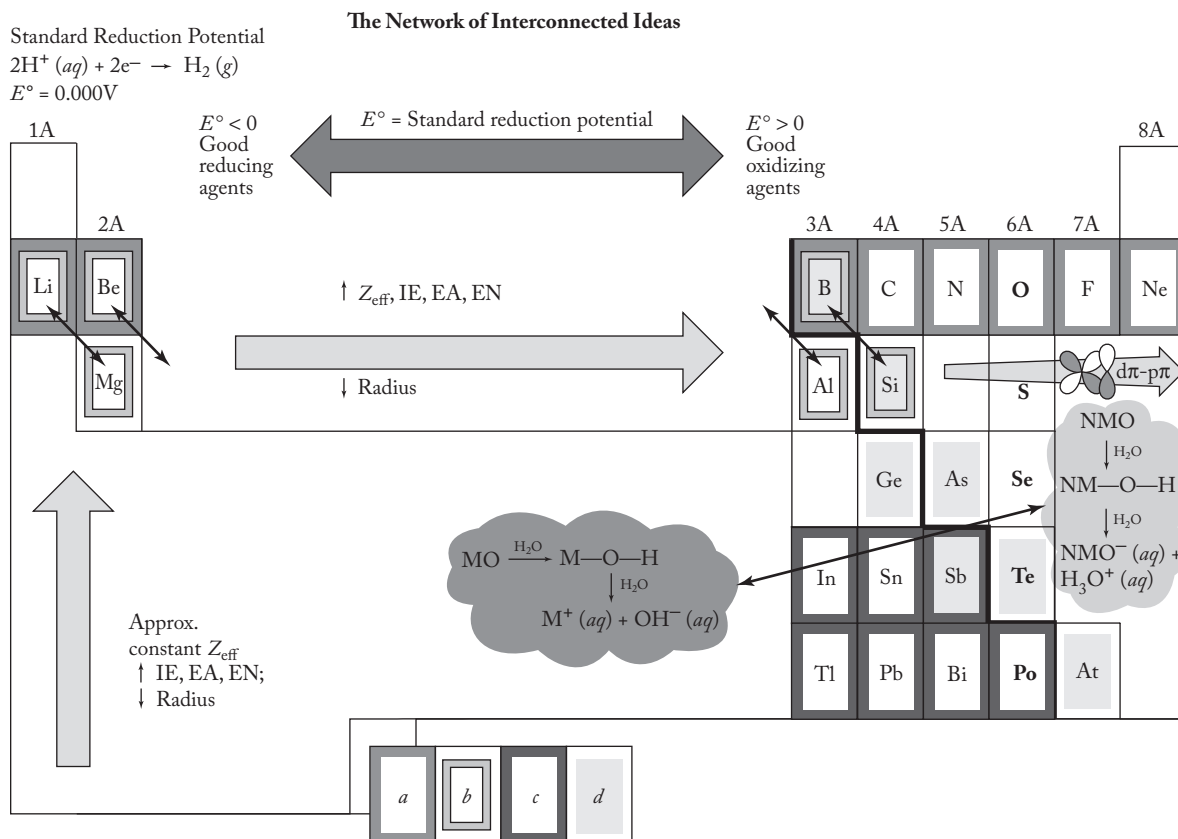 The Network of Interconnected Ideas
Standard Reduction Potential
2H⁺ (aq) + 2e⁻ → H₂ (g)
E° = 0.000V
1A
E° < 0
Good
reducing
agents
E° = Standard reduction potential
E° > 0
Good
oxidizing
agents
8A
2A
3A 4A 5A 6A 7A
Li Be
B C N O F Ne
↑ Z_eff, IE, EA, EN
↓ Radius
Mg
Al Si S
dπ-pπ
Ge As Se
NMO
↓ H₂O
NM—O—H
↓ H₂O
NMO⁻ (aq) +
H₃O⁺ (aq)
MO —H₂O→ M—O—H
↓ H₂O
M⁺ (aq) + OH⁻ (aq)
In Sn Sb Te
Tl Pb Bi Po At
Approx.
constant Z_eff
↑ IE, EA, EN;
↓ Radius
a b c d